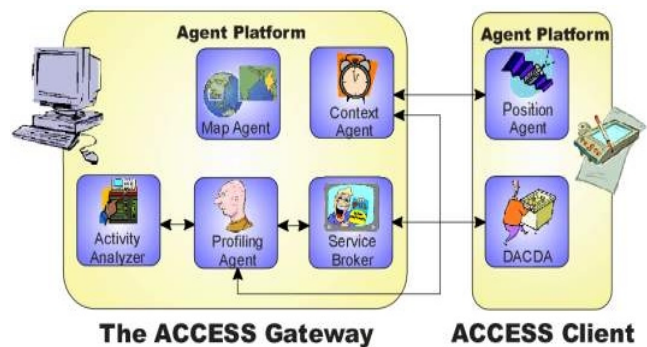 Agent Platform
Agent Platform
Map Agent
Context
Agent
Position
Agent
Activity
Analyzer
Profiling
Agent
Service
Broker
DACDA
The ACCESS Gateway
ACCESS Client